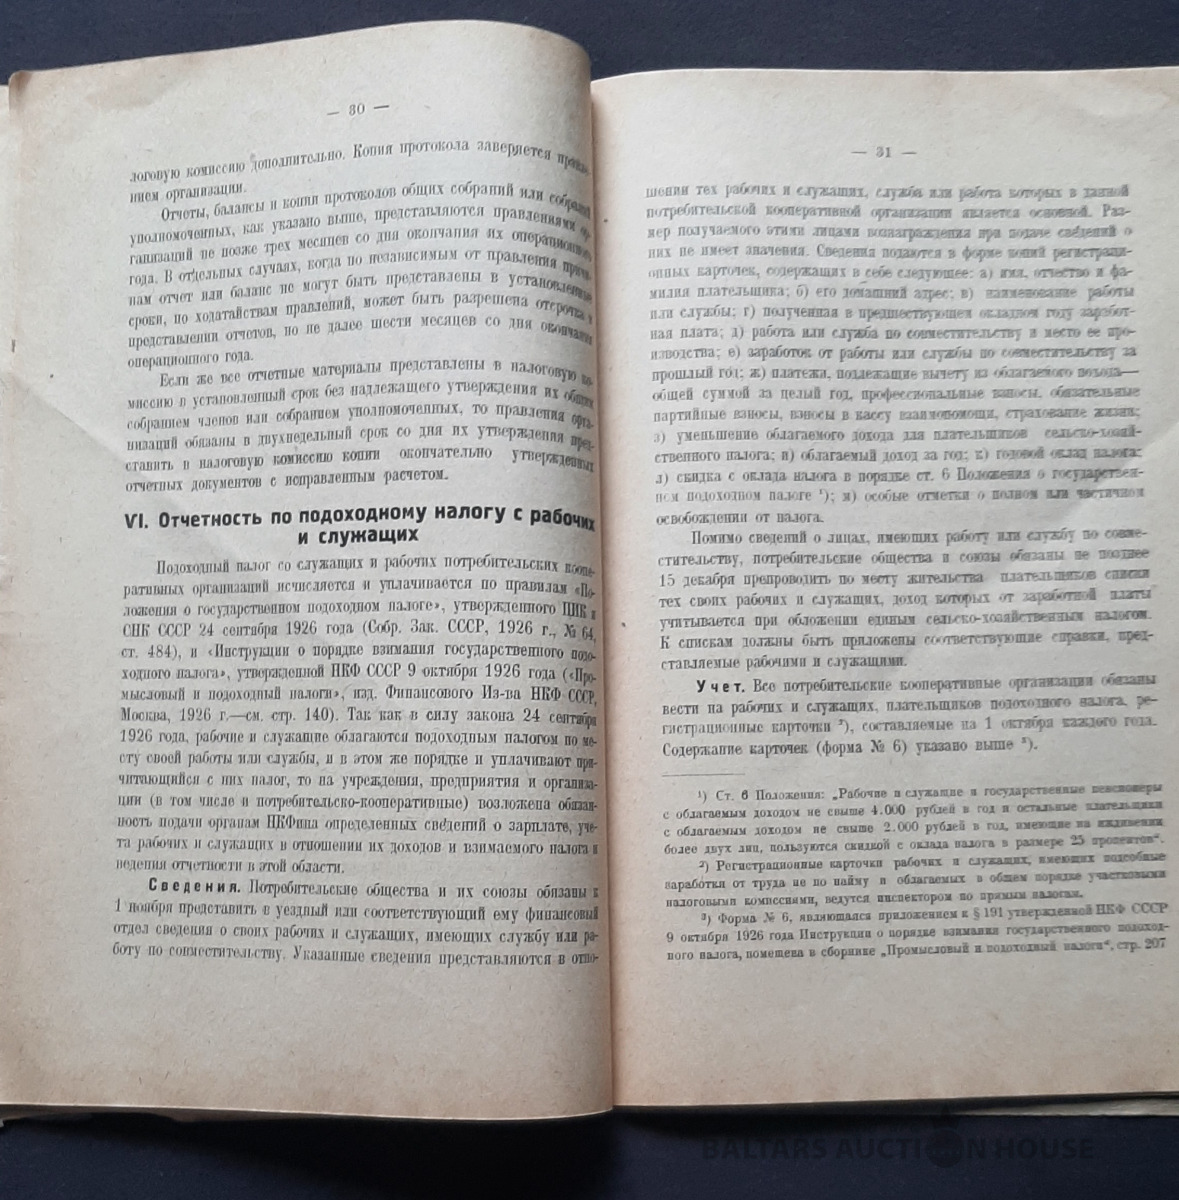 — 30 —
логовую комиссию дополнительно. Копия протокола заверяется правле-
нием организации.
Отчеты, балансы и копии протоколов общих собраний или собраний
уполномоченных, как указано выше, представляются правлениями ор-
ганизаций не позже трех месяцев со дня окончания их операционного
года. В отдельных случаях, когда по независимым от правления причи-
нам отчет или баланс не могут быть представлены в установленные
сроки, по ходатайствам правлений, может быть разрешена отсрочка в
представлении отчетов, но не далее шести месяцев со дня окончания
операционного года.
Если же все отчетные материалы представлены в налоговую ко-
миссию в установленный срок без надлежащего утверждения их общим
собранием членов или собранием уполномоченных, то правления орга-
низаций обязаны в двухнедельный срок со дня их утверждения пред-
ставить в налоговую комиссию копии окончательно утвержденных
отчетных документов с исправленным расчетом.
VI. Отчетность по подоходному налогу с рабочих
и служащих
Подоходный налог со служащих и рабочих потребительских коопе-
ративных организаций исчисляется и уплачивается по правилам «По-
ложения о государственном подоходном налоге», утвержденного ЦИК и
СНК СССР 24 сентября 1926 года (Собр. Зак. СССР, 1926 г., № 64,
ст. 484), и «Инструкции о порядке взимания государственного подо-
ходного налога», утвержденной НКФ СССР 9 октября 1926 года («Про-
мысловый и подоходный налоги», изд. Финансового Из-ва НКФ СССР,
Москва, 1926 г.—см. стр. 140). Так как в силу закона 24 сентября
1926 года, рабочие и служащие облагаются подоходным налогом по ме-
сту своей работы или службы, и в этом же порядке и уплачивают при-
читающийся с них налог, то на учреждения, предприятия и организа-
ции (в том числе и потребительско-кооперативные) возложена обязан-
ность подачи органам НКФина определенных сведений о зарплате, уче-
та рабочих и служащих в отношении их доходов и взимаемого налога и
ведения отчетности в этой области.
Сведения. Потребительские общества и их союзы обязаны к
1 ноября представить в уездный или соответствующий ему финансовый
отдел сведения о своих рабочих и служащих, имеющих службу или ра-
боту по совместительству. Указанные сведения представляются в отно-
— 31 —
шении тех рабочих и служащих, служба или работа которых в данной
потребительской кооперативной организации является основной. Раз-
мер получаемого этими лицами вознаграждения при подаче сведений о
них не имеет значения. Сведения подаются в форме копий регистраци-
онных карточек, содержащих в себе следующее: а) имя, отчество и фа-
милия плательщика; б) его домашний адрес; в) наименование работы
или службы; г) полученная в предшествующем окладном году заработ-
ная плата; д) работа или служба по совместительству и место ее про-
изводства; е) заработок от работы или службы по совместительству за
прошлый год; ж) платежи, подлежащие вычету из облагаемого дохода—
общей суммой за целый год, профессиональные взносы, обязательные
партийные взносы, взносы в кассу взаимопомощи, страхование жизни;
з) уменьшение облагаемого дохода для плательщиков сельско-хозяй-
ственного налога; и) облагаемый доход за год; к) годовой оклад налога;
л) скидка с оклада налога в порядке ст. 6 Положения о государствен-
ном подоходном налоге ¹); м) особые отметки о полном или частичном
освобождении от налога.
Помимо сведений о лицах, имеющих работу или службу по совме-
стительству, потребительские общества и союзы обязаны не позднее
15 декабря препроводить по месту жительства плательщиков списки
тех своих рабочих и служащих, доход которых от заработной платы
учитывается при обложении единым сельско-хозяйственным налогом.
К спискам должны быть приложены соответствующие справки, пред-
ставляемые рабочими и служащими.
Учет. Все потребительские кооперативные организации обязаны
вести на рабочих и служащих, плательщиков подоходного налога, ре-
гистрационные карточки ²), составляемые на 1 октября каждого года.
Содержание карточек (форма № 6) указано выше ³).
¹) Ст. 6 Положения: „Рабочие и служащие и государственные пенсионеры
с облагаемым доходом не свыше 4.000 рублей в год и остальные плательщики
с облагаемым доходом не свыше 2.000 рублей в год, имеющие на иждивении
более двух лиц, пользуются скидкой с оклада налога в размере 25 процентов“.
²) Регистрационные карточки рабочих и служащих, имеющих подсобные
заработки от труда не по найму и облагаемых в общем порядке участковыми
налоговыми комиссиями, ведутся инспектором по прямым налогам.
³) Форма № 6, являющаяся приложением к § 191 утвержденной НКФ СССР
9 октября 1926 года Инструкции о порядке взимания государственного подоход-
ного налога, помещена в сборнике „Промысловый и подоходный налоги“, стр. 207
BALTARS AUCTION HOUSE